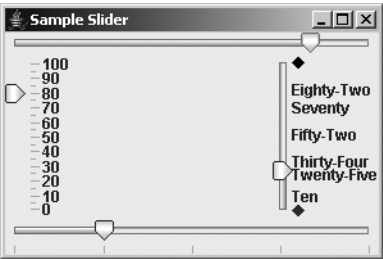 Sample Slider
100
90
80
70
60
50
40
30
20
10
0
Eighty-Two
Seventy
Fifty-Two
Thirty-Four
Twenty-Five
Ten